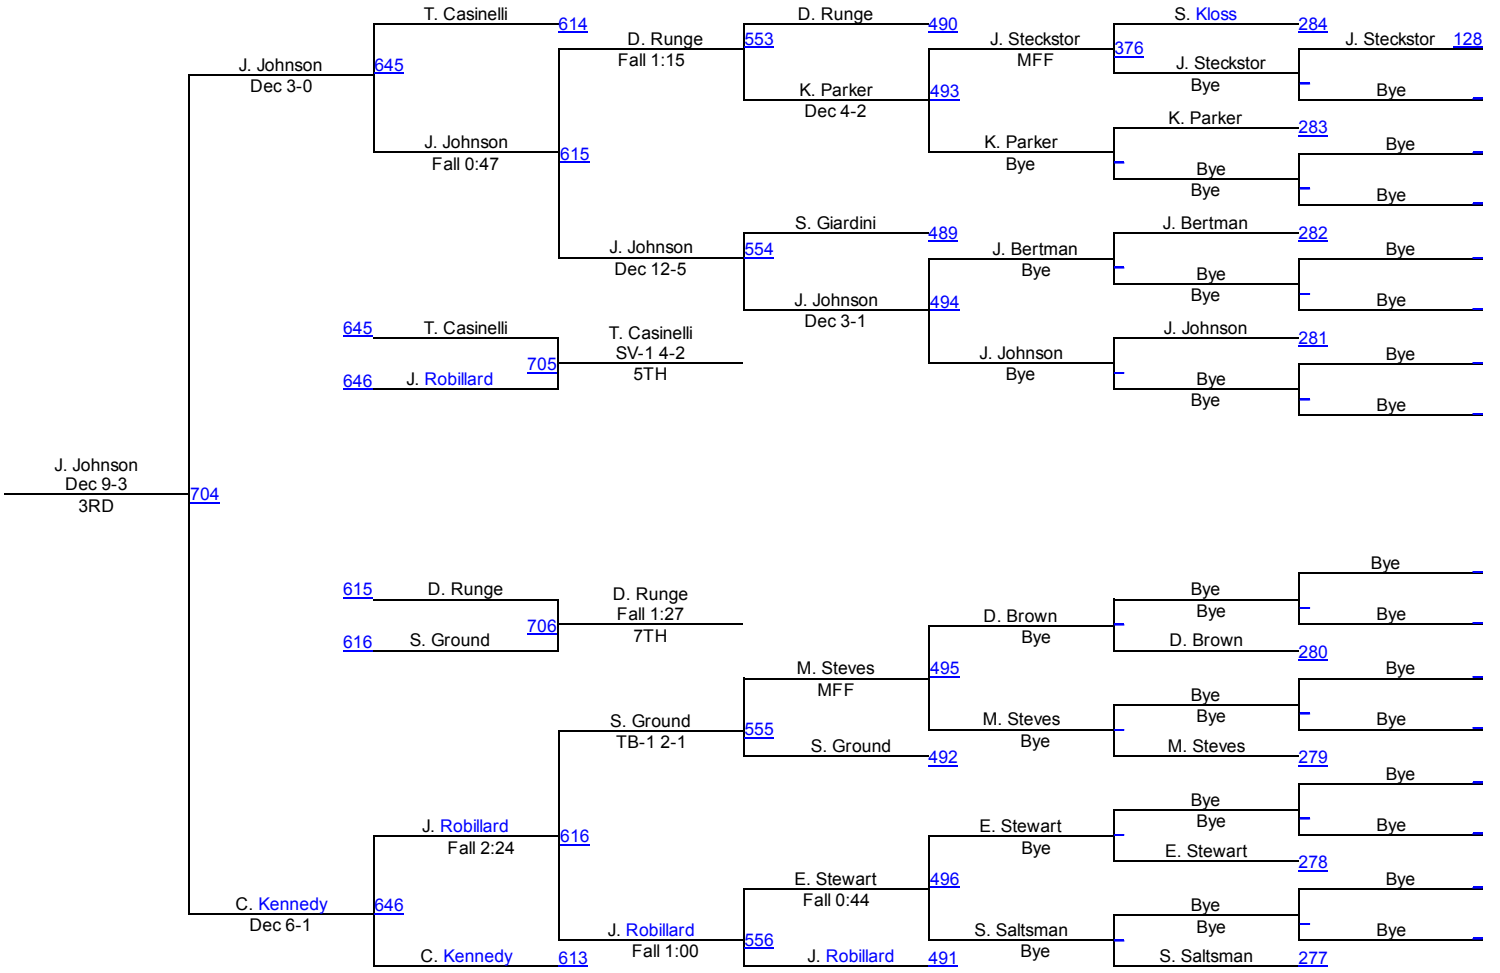 T. Casinelli
614
D. Runge
490
S. Kloss
284
D. Runge
Fall 1:15
553
J. Steckstor
MFF
376
J. Steckstor
128
J. Johnson
Dec 3-0
645
J. Steckstor
Bye
K. Parker
Dec 4-2
493
Bye
K. Parker
283
J. Johnson
Fall 0:47
615
K. Parker
Bye
Bye
Bye
Bye
Bye
S. Giardini
489
J. Bertman
282
J. Johnson
Dec 12-5
554
J. Bertman
Bye
Bye
Bye
Bye
J. Johnson
Dec 3-1
494
Bye
645
T. Casinelli
T. Casinelli
SV-1 4-2
5TH
J. Johnson
281
705
J. Johnson
Bye
Bye
646
J. Robillard
Bye
Bye
Bye
J. Johnson
Dec 9-3
3RD
704
Bye
615
D. Runge
D. Runge
Fall 1:27
7TH
Bye
Bye
706
D. Brown
Bye
Bye
616
S. Ground
D. Brown
280
M. Steves
MFF
495
Bye
S. Ground
TB-1 2-1
555
M. Steves
Bye
Bye
Bye
Bye
S. Ground
492
M. Steves
279
Bye
J. Robillard
Fall 2:24
616
E. Stewart
Bye
Bye
Bye
Bye
E. Stewart
278
E. Stewart
Fall 0:44
496
Bye
C. Kennedy
Dec 6-1
646
Bye
Bye
J. Robillard
Fall 1:00
556
S. Saltsman
Bye
Bye
C. Kennedy
613
J. Robillard
491
S. Saltsman
277